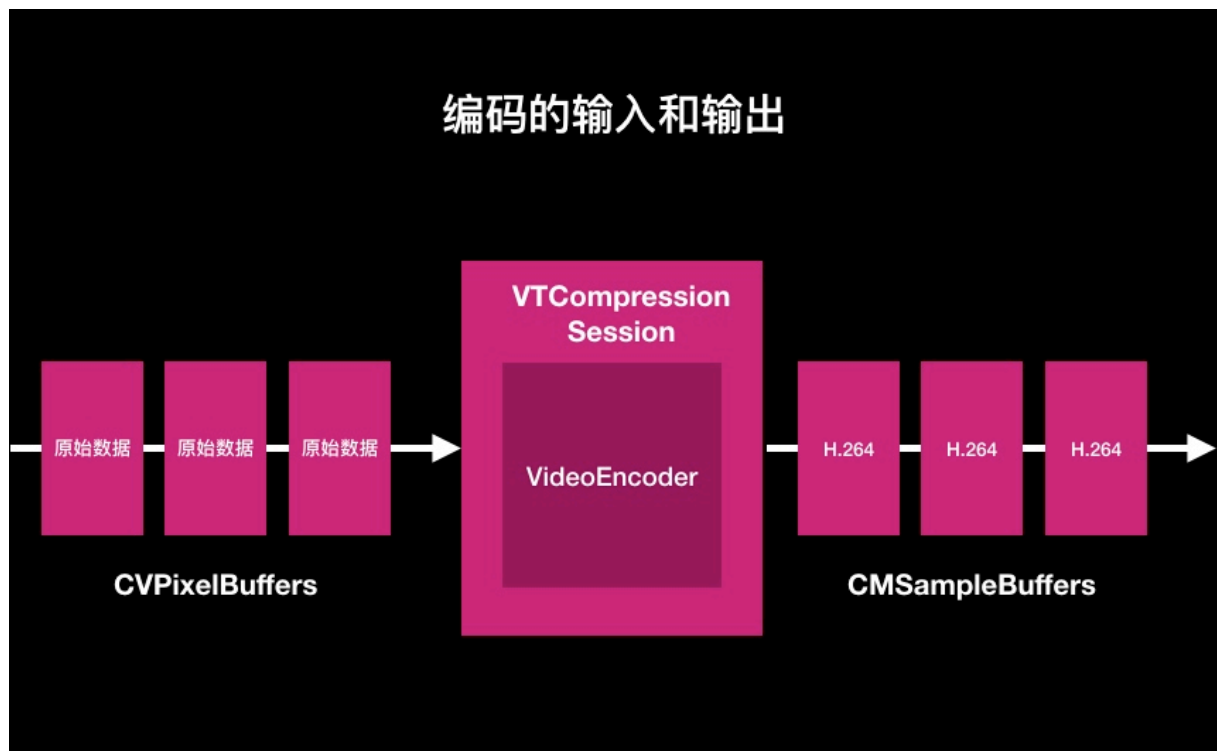 编码的输入和输出
VTCompression
Session
VideoEncoder
原始数据
原始数据
原始数据
H.264
H.264
H.264
CVPixelBuffers
CMSampleBuffers